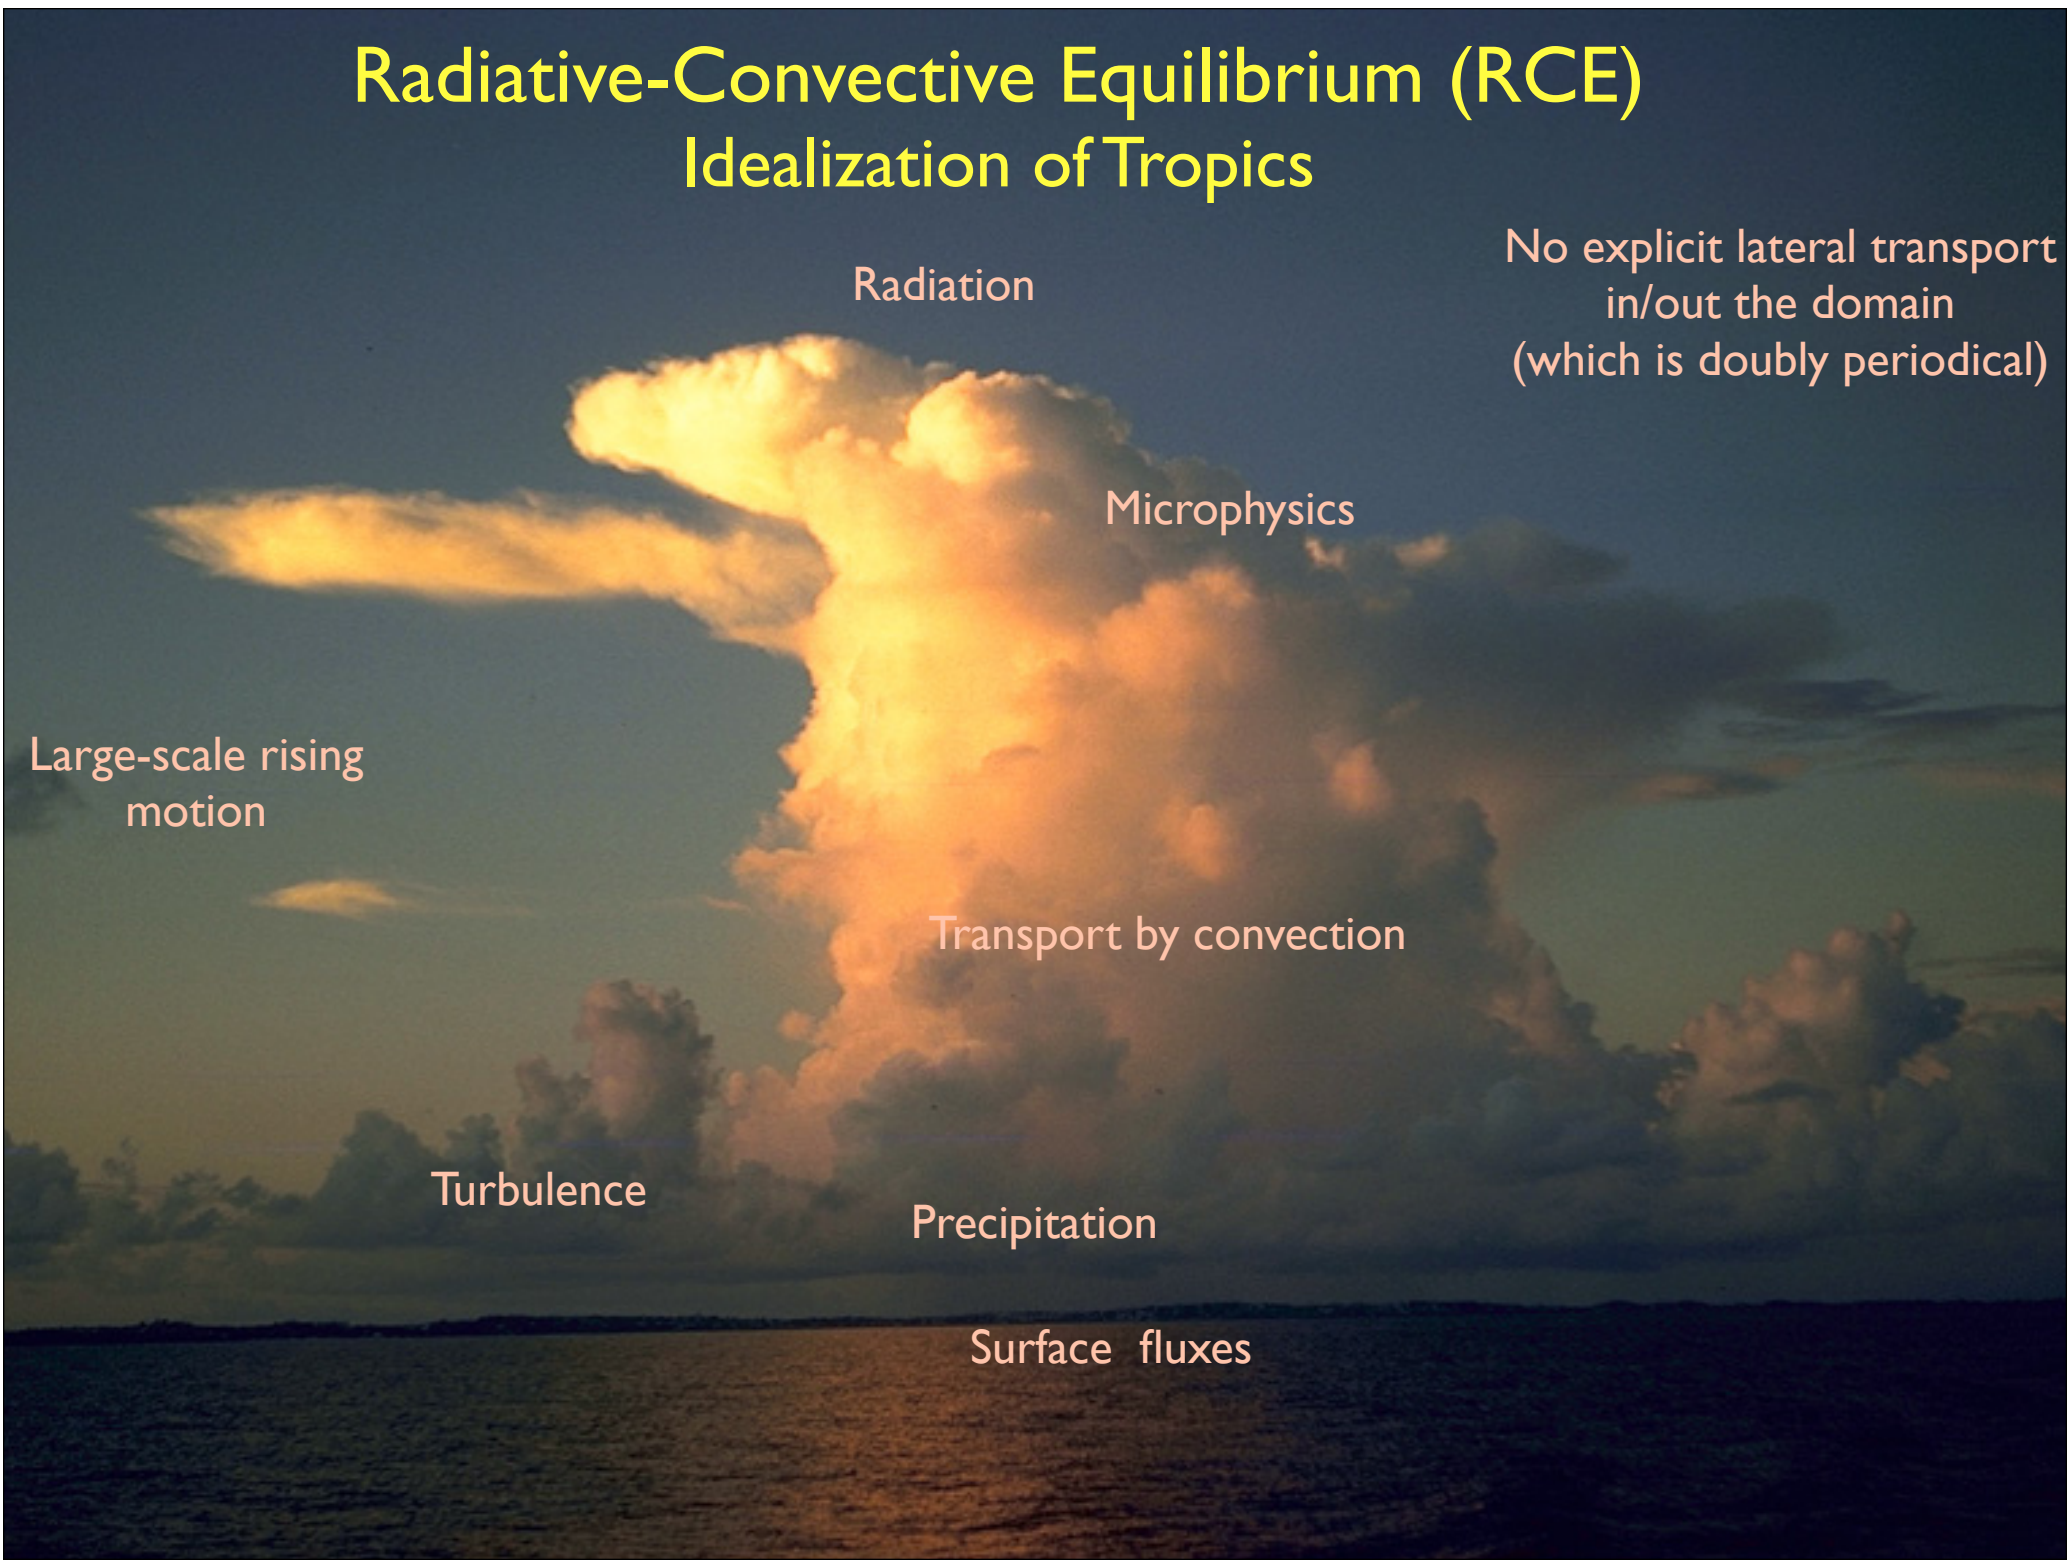 Radiative-Convective Equilibrium (RCE)
Idealization of Tropics
No explicit lateral transport
in/out the domain
(which is doubly periodical)
Radiation
Microphysics
Large-scale rising
motion
Transport by convection
Turbulence
Precipitation
Surface fluxes